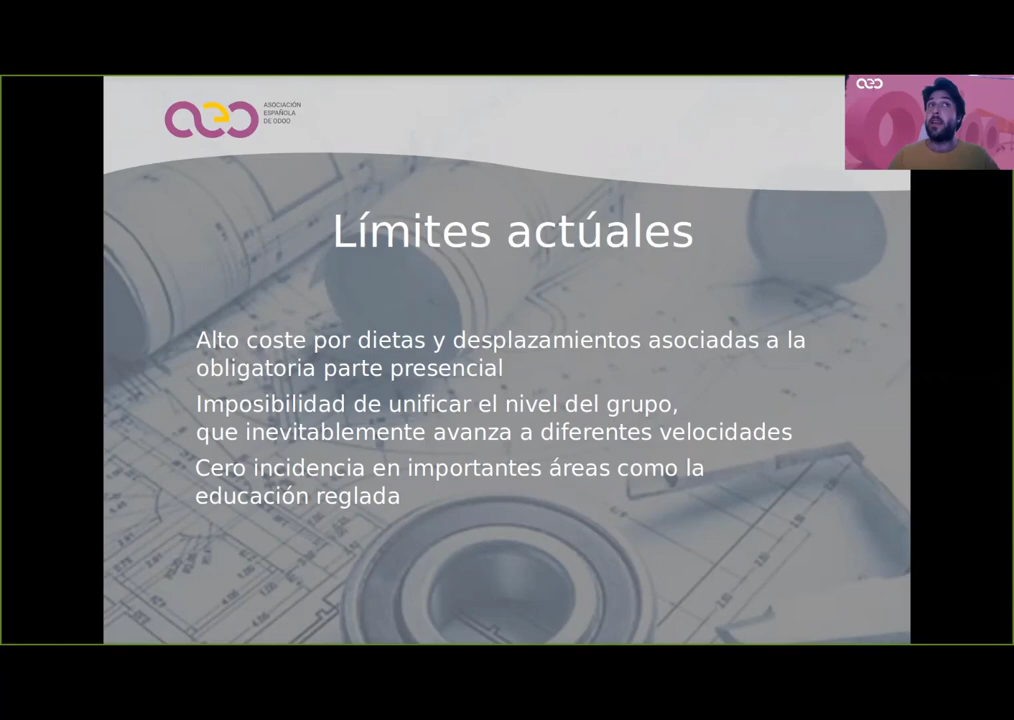 aeo
ASOCIACIÓN
ESPAÑOLA
DE ODOO
aeo
Límites actúales
Alto coste por dietas y desplazamientos asociadas a la
obligatoria parte presencial
Imposibilidad de unificar el nivel del grupo,
que inevitablemente avanza a diferentes velocidades
Cero incidencia en importantes áreas como la
educación reglada